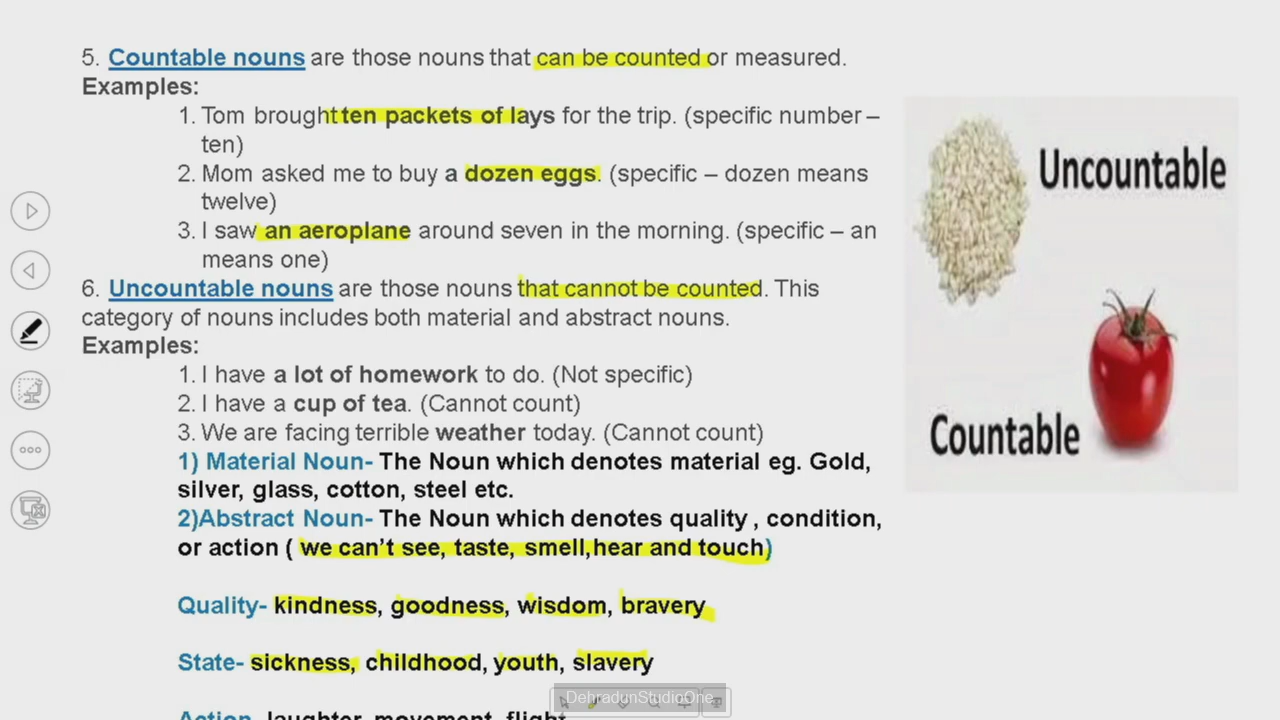 5. Countable nouns are those nouns that can be counted or measured.
Examples:
1. Tom brought ten packets of lays for the trip. (specific number –
ten)
2. Mom asked me to buy a dozen eggs. (specific – dozen means
twelve)
3. I saw an aeroplane around seven in the morning. (specific – an
means one)
6. Uncountable nouns are those nouns that cannot be counted. This
category of nouns includes both material and abstract nouns.
Examples:
1. I have a lot of homework to do. (Not specific)
2. I have a cup of tea. (Cannot count)
3. We are facing terrible weather today. (Cannot count)
1) Material Noun- The Noun which denotes material eg. Gold,
silver, glass, cotton, steel etc.
2)Abstract Noun- The Noun which denotes quality , condition,
or action ( we can't see, taste, smell,hear and touch)
Quality- kindness, goodness, wisdom, bravery
State- sickness, childhood, youth, slavery
Action- laughter, movement, flight
Uncountable
Countable
DehradunStudioOne